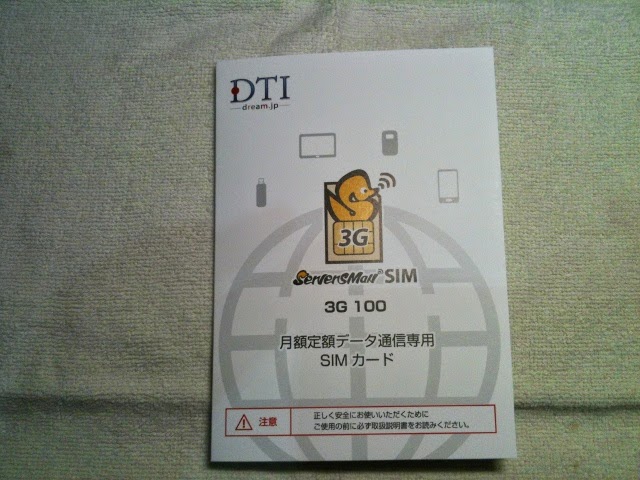 DTI
dream.jp
3G
ServersMan SIM
3G 100
月額定額データ通信専用
SIMカード
注意
正しく安全にお使いいただくために
ご使用の前に必ず取扱説明書をお読みください。